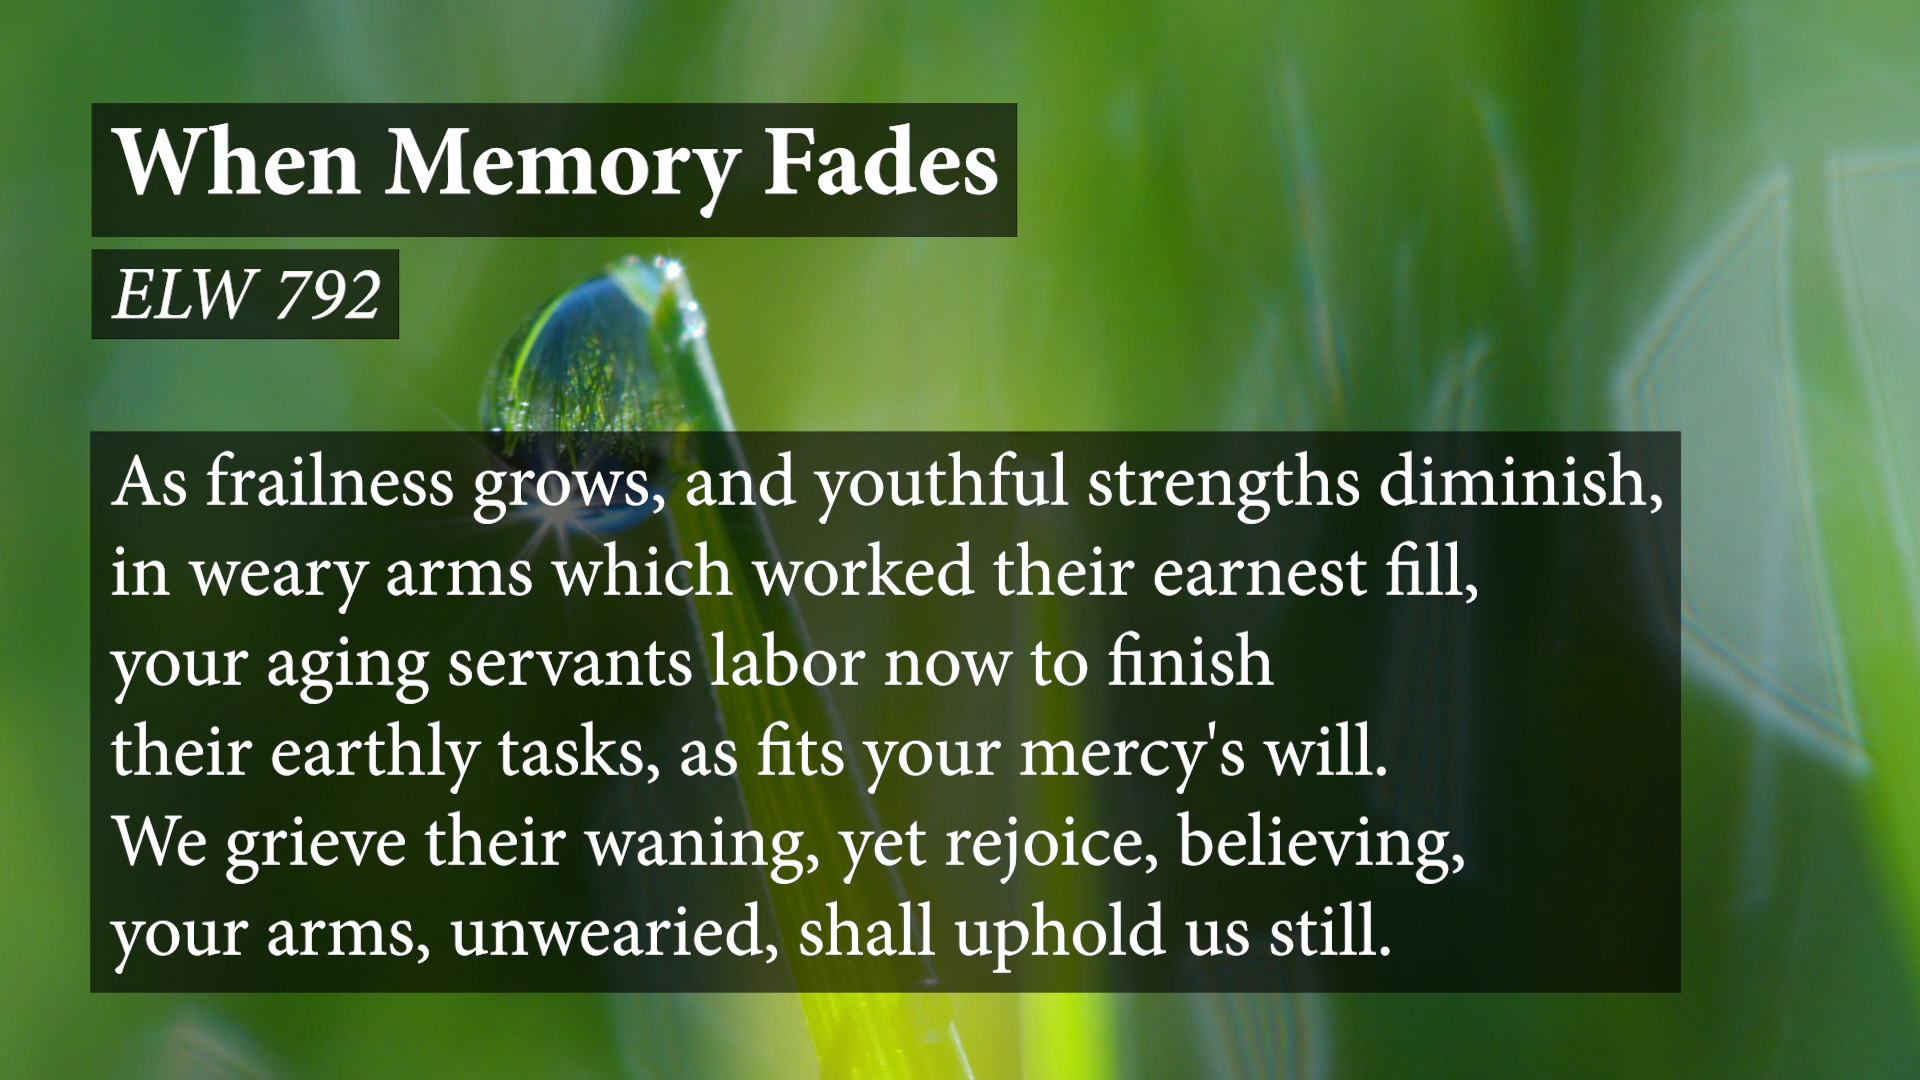 When Memory Fades
ELW 792
As frailness grows, and youthful strengths diminish,
in weary arms which worked their earnest fill,
your aging servants labor now to finish
their earthly tasks, as fits your mercy's will.
We grieve their waning, yet rejoice, believing,
your arms, unwearied, shall uphold us still.